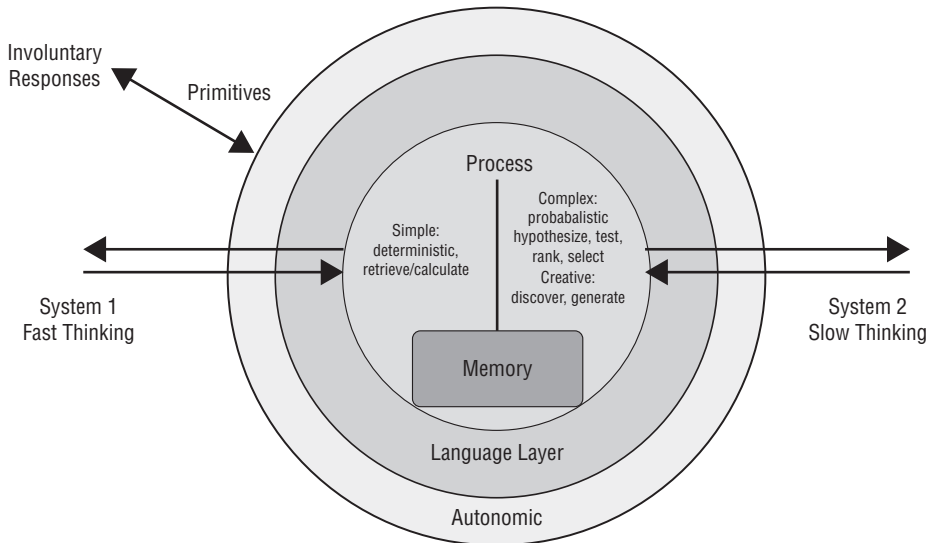 Involuntary
Responses
Primitives
Process
Simple:
deterministic,
retrieve/calculate
Complex:
probabalistic
hypothesize, test,
rank, select
Creative:
discover, generate
System 1
Fast Thinking
System 2
Slow Thinking
Memory
Language Layer
Autonomic